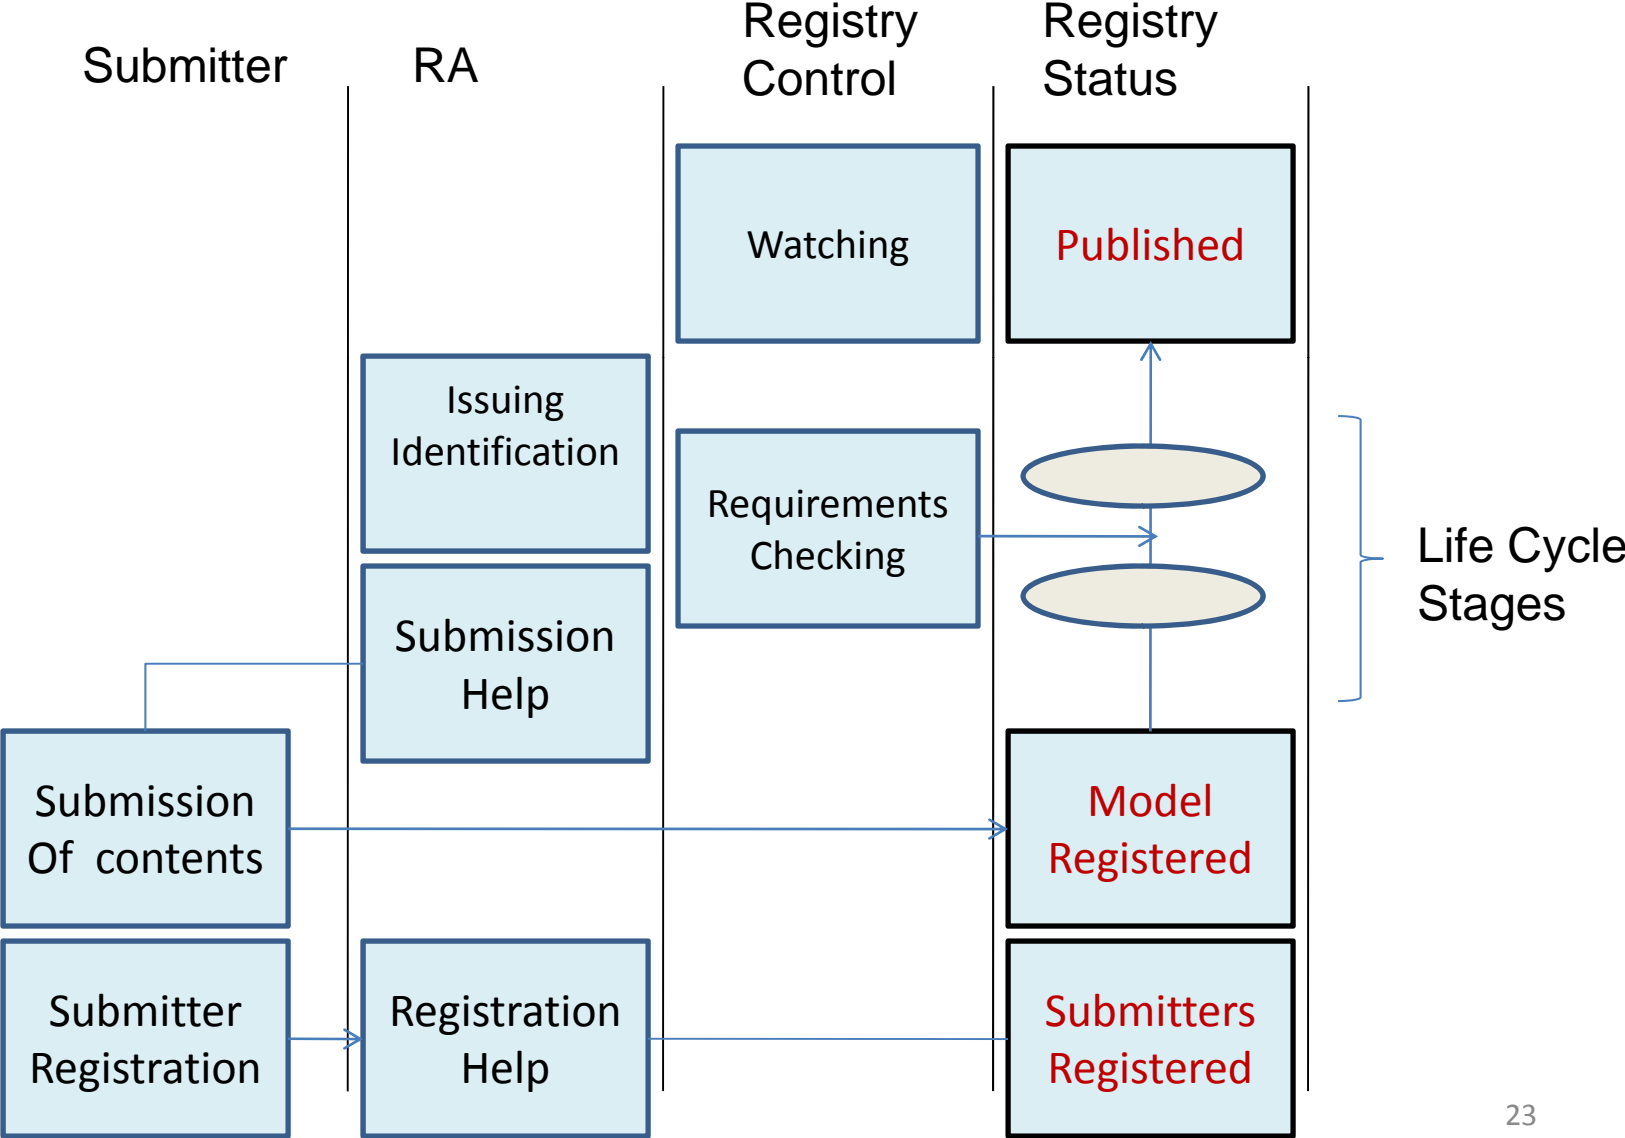 Submitter
RA
Registry
Control
Registry
Status
Watching
Published
Issuing
Identification
Requirements
Checking
Life Cycle
Stages
Submission
Help
Submission
Of  contents
Model
Registered
Submitter
Registration
Registration
Help
Submitters
Registered
23